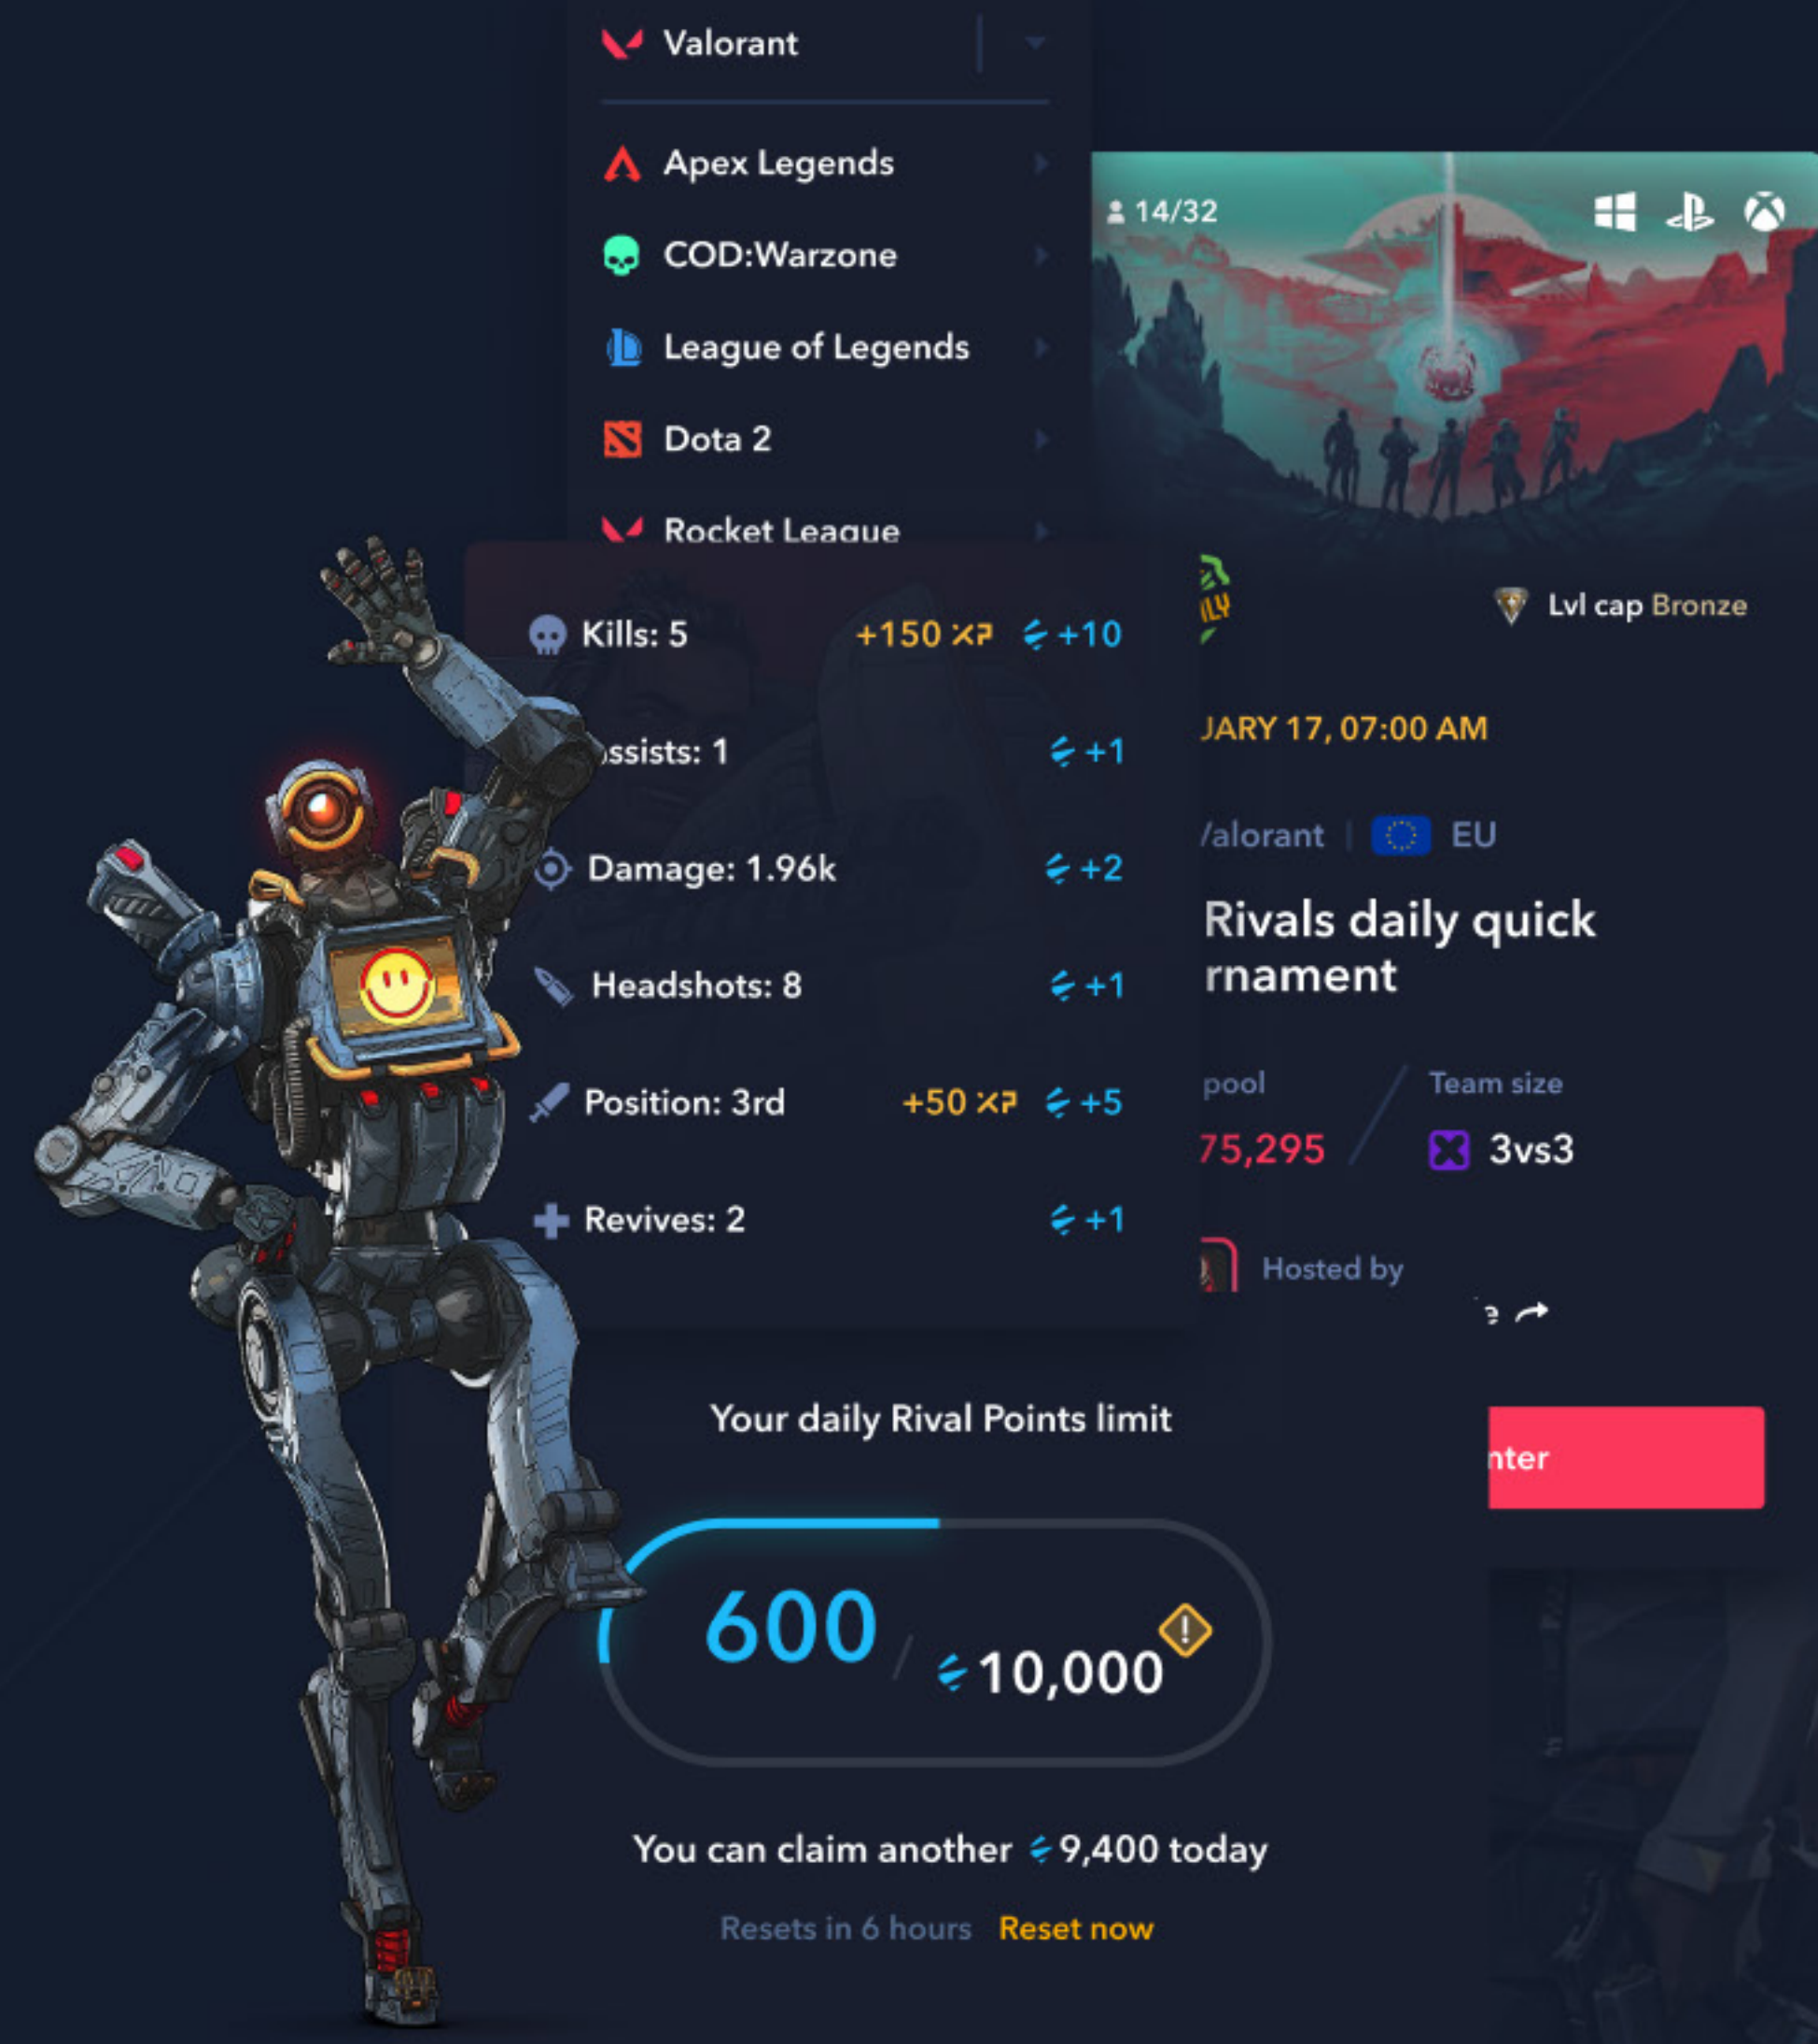 Valorant
Apex Legends
COD:Warzone
League of Legends
Dota 2
Rocket League
14/32
Lvl cap Bronze
Kills: 5 +150 XP +10
ssists: 1 +1
Damage: 1.96k +2
Headshots: 8 +1
Position: 3rd +50 XP +5
Revives: 2 +1
ILY
JARY 17, 07:00 AM
Valorant | EU
Rivals daily quick
rnament
pool
75,295
Team size
3vs3
Hosted by
e
nter
Your daily Rival Points limit
600 / 10,000
You can claim another 9,400 today
Resets in 6 hours Reset now